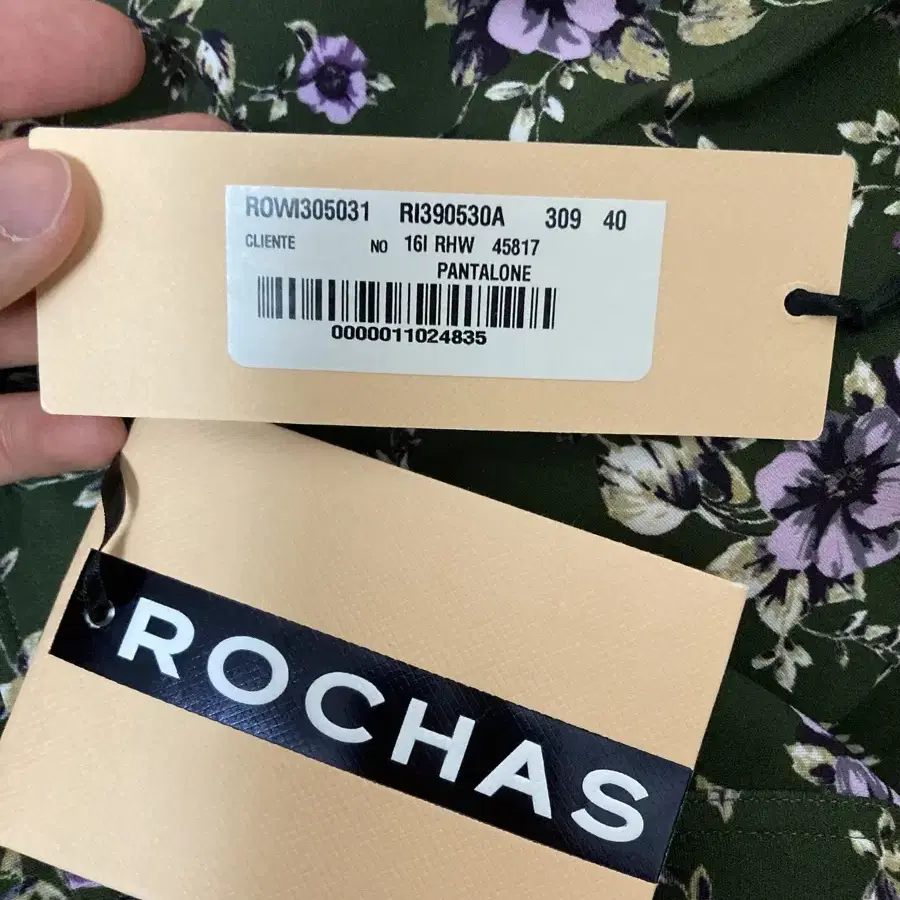 ROWI305031 RI390530A 309 40
CLIENTE NO 16I RHW 45817
PANTALONE
0000011024835
ROCHAS